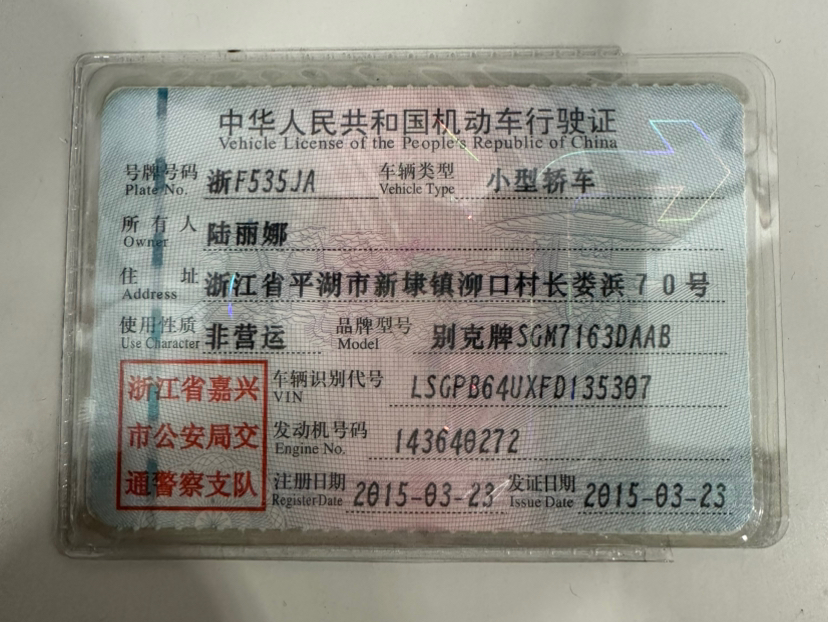 中华人民共和国机动车行驶证
Vehicle License of the People's Republic of China
号牌号码 浙F535JA 车辆类型 小型轿车
Plate No. Vehicle Type
所有人 陆丽娜
Owner
住址 浙江省平湖市新埭镇泖口村长娄浜70号
Address
使用性质 非营运 品牌型号 别克牌SGM7163DAAB
Use Character Model
浙江省嘉兴
市公安局交
通警察支队
车辆识别代号 LSGPB64UXFD135307
VIN
发动机号码 143640272
Engine No.
注册日期 2015-03-23 发证日期 2015-03-23
Register Date Issue Date